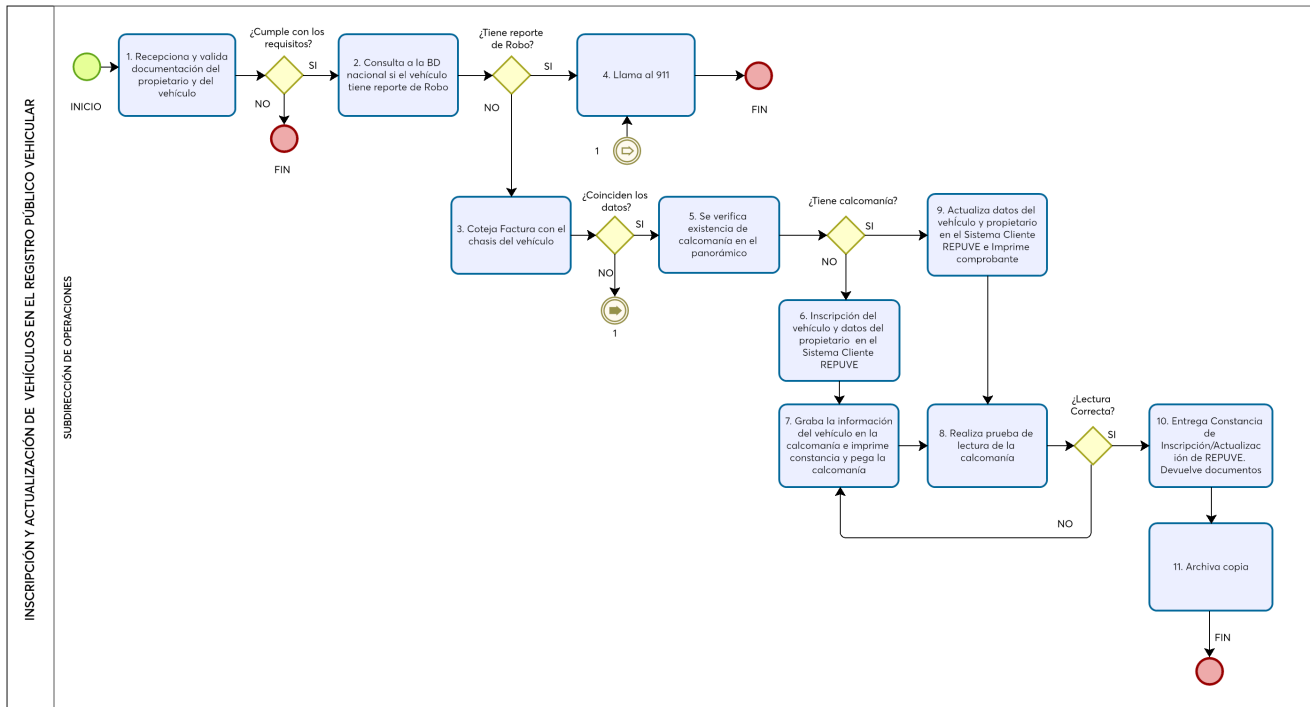 INSCRIPCIÓN Y ACTUALIZACIÓN DE VEHÍCULOS EN EL REGISTRO PÚBLICO VEHICULAR
SUBDIRECCIÓN DE OPERACIONES
INICIO
1. Recepciona y valida
documentación del
propietario y del
vehículo
¿Cumple con los
requisitos?
SI
NO
FIN
2. Consulta a la BD
nacional si el vehículo
tiene reporte de Robo
¿Tiene reporte
de Robo?
SI
NO
4. Llama al 911
1
FIN
3. Coteja Factura con el
chasis del vehículo
¿Coinciden los
datos?
SI
NO
1
5. Se verifica
existencia de
calcomanía en el
panorámico
¿Tiene calcomanía?
SI
NO
9. Actualiza datos del
vehÍculo y propietario
en el Sistema Cliente
REPUVE e Imprime
comprobante
6. Inscripción del
vehículo y datos del
propietario en el
Sistema Cliente
REPUVE
7. Graba la información
del vehículo en la
calcomanía e imprime
constancia y pega la
calcomanía
8. Realiza prueba de
lectura de la
calcomanía
¿Lectura
Correcta?
SI
NO
10. Entrega Constancia
de
Inscripción/Actualizac
ión de REPUVE.
Devuelve documentos
11. Archiva copia
FIN